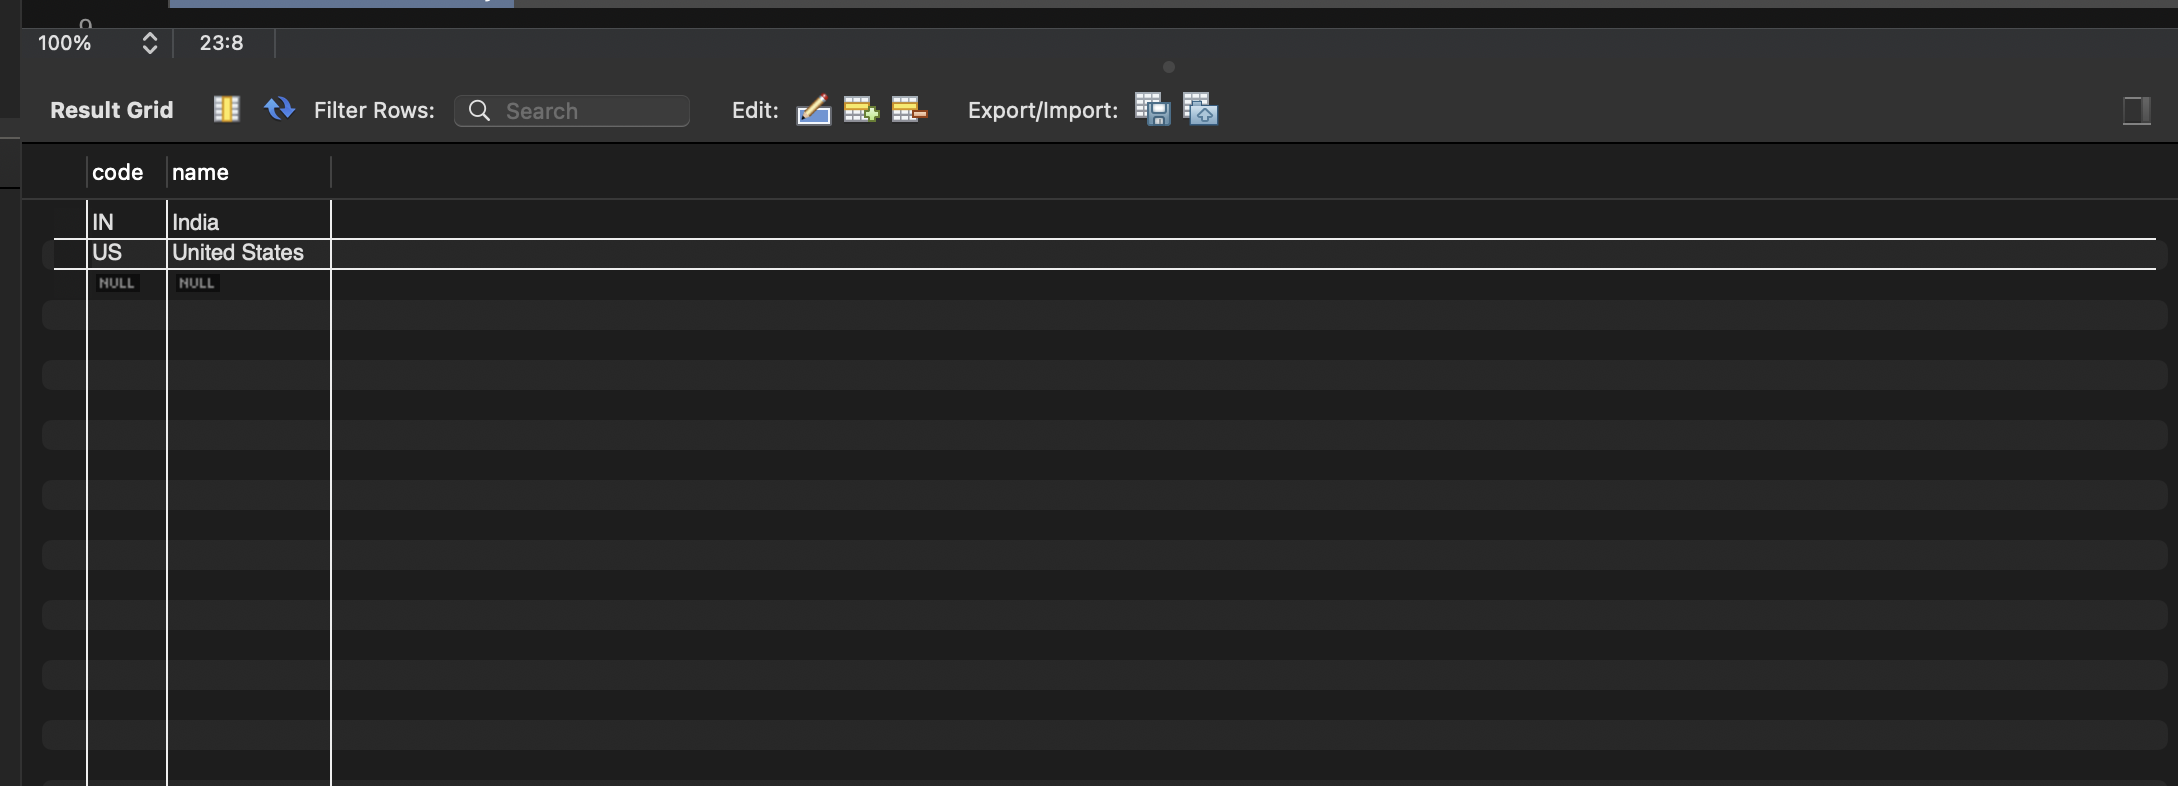 100% 23:8
Result Grid Filter Rows: Search Edit: Export/Import:
code name
IN India
US United States
NULL NULL